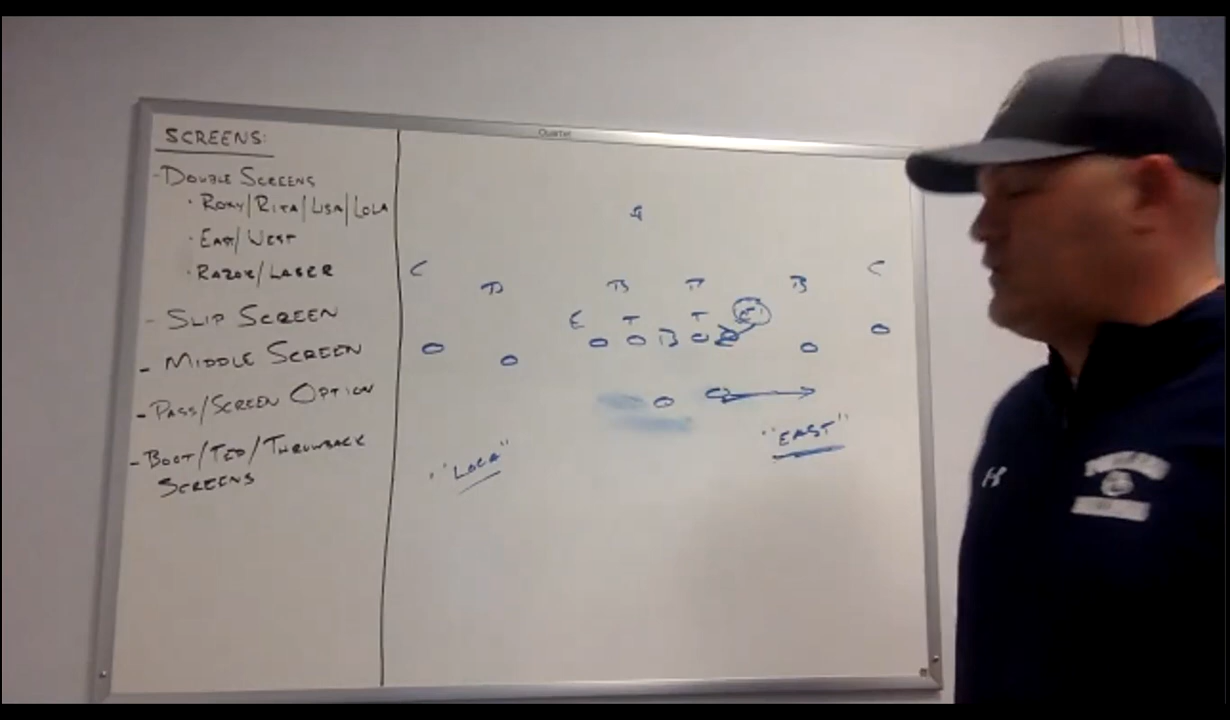 Quartet
SCREENS:
- DOUBLE SCREENS
· ROXY/RITA/LISA/LOLA
· EAST/WEST
· RAZOR/LASER
- SLIP SCREEN
- MIDDLE SCREEN
- PASS/SCREEN OPTION
- BOOT/TED/THROWBACK
SCREENS
C C
E T T
"LOLA"
"EAST"